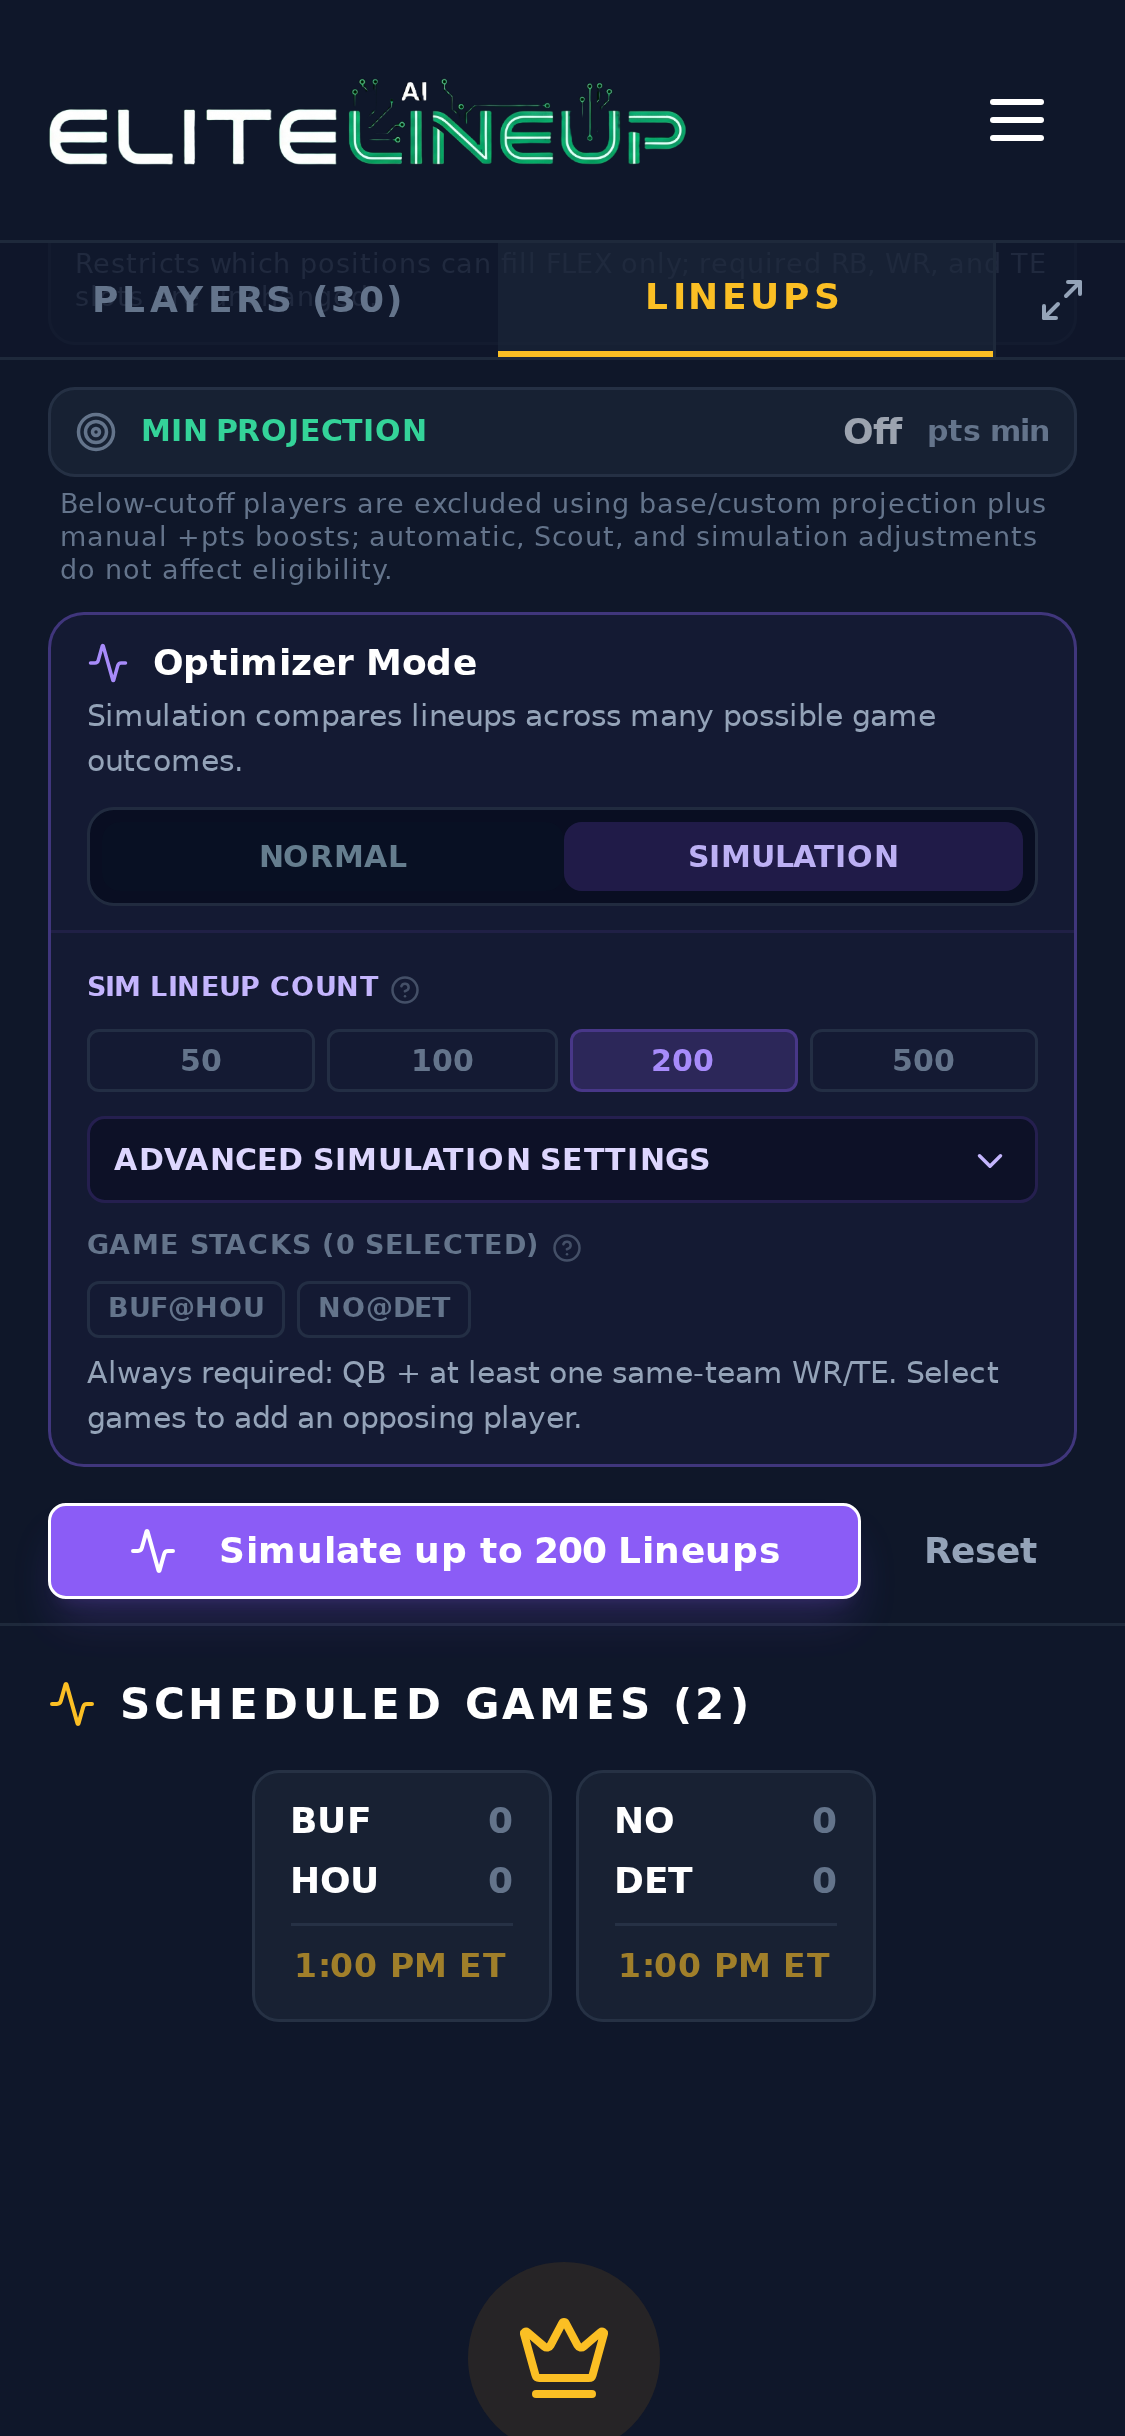 AI
ELITELINEUP
Restricts which positions can fill FLEX only; required RB, WR, and TE
PLAYERS (30)
LINEUPS
MIN PROJECTION
Off pts min
Below-cutoff players are excluded using base/custom projection plus
manual +pts boosts; automatic, Scout, and simulation adjustments
do not affect eligibility.
Optimizer Mode
Simulation compares lineups across many possible game
outcomes.
NORMAL
SIMULATION
SIM LINEUP COUNT ?
50
100
200
500
ADVANCED SIMULATION SETTINGS
GAME STACKS (0 SELECTED) ?
BUF@HOU
NO@DET
Always required: QB + at least one same-team WR/TE. Select
games to add an opposing player.
Simulate up to 200 Lineups
Reset
SCHEDULED GAMES (2)
BUF 0
HOU 0
1:00 PM ET
NO 0
DET 0
1:00 PM ET